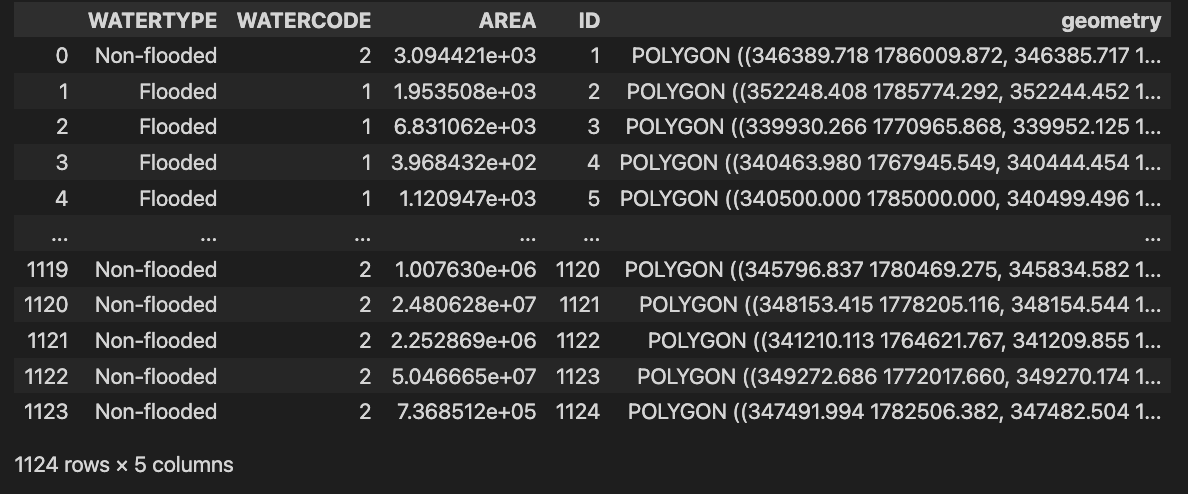 WATERTYPE WATERCODE AREA ID geometry
0 Non-flooded 2 3.094421e+03 1 POLYGON ((346389.718 1786009.872, 346385.717 1...
1 Flooded 1 1.953508e+03 2 POLYGON ((352248.408 1785774.292, 352244.452 1...
2 Flooded 1 6.831062e+03 3 POLYGON ((339930.266 1770965.868, 339952.125 1...
3 Flooded 1 3.968432e+02 4 POLYGON ((340463.980 1767945.549, 340444.454 1...
4 Flooded 1 1.120947e+03 5 POLYGON ((340500.000 1785000.000, 340499.496 1...
... ... ... ... ... ...
1119 Non-flooded 2 1.007630e+06 1120 POLYGON ((345796.837 1780469.275, 345834.582 1...
1120 Non-flooded 2 2.480628e+07 1121 POLYGON ((348153.415 1778205.116, 348154.544 1...
1121 Non-flooded 2 2.252869e+06 1122 POLYGON ((341210.113 1764621.767, 341209.855 1...
1122 Non-flooded 2 5.046665e+07 1123 POLYGON ((349272.686 1772017.660, 349270.174 1...
1123 Non-flooded 2 7.368512e+05 1124 POLYGON ((347491.994 1782506.382, 347482.504 1...
1124 rows × 5 columns